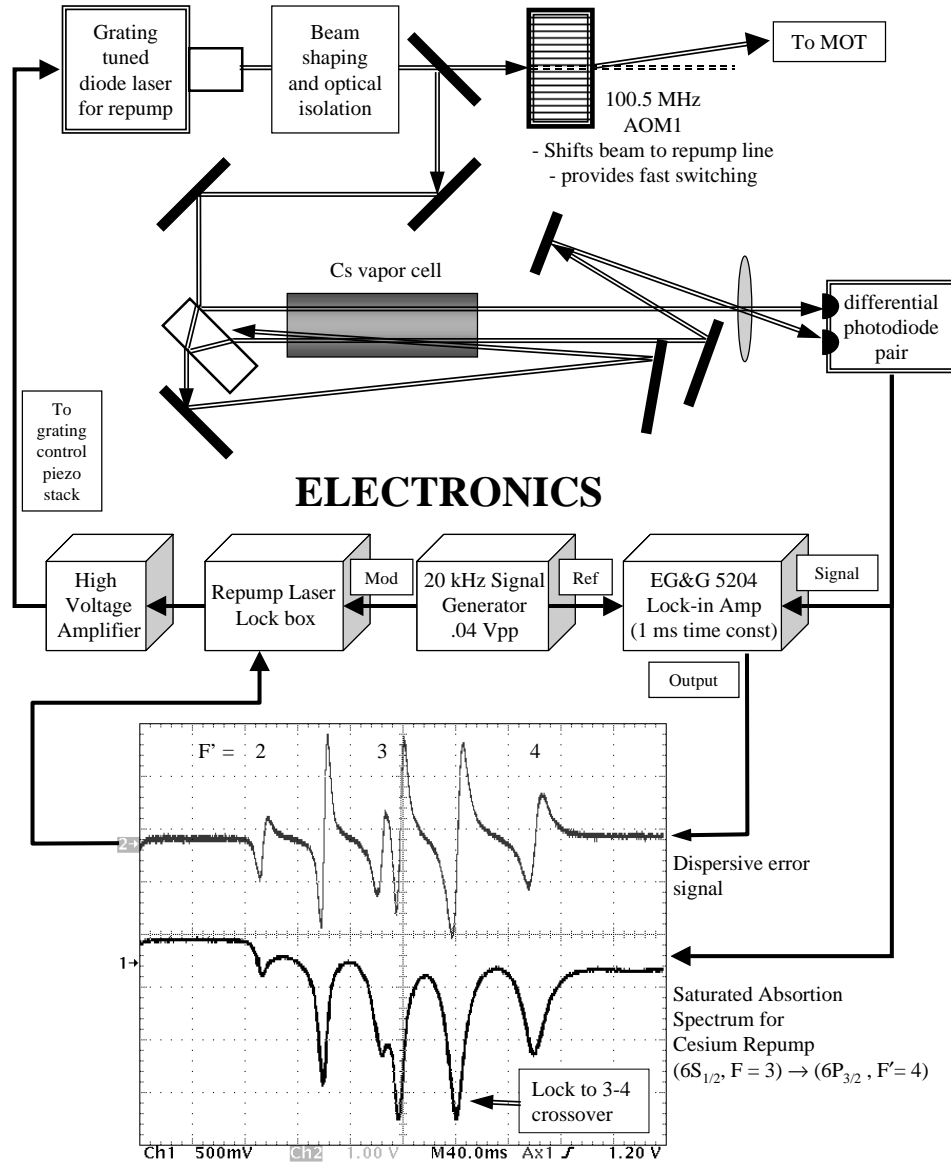 Grating
tuned
diode laser
for repump
Beam
shaping
and optical
isolation
To MOT
100.5 MHz
AOM1
- Shifts beam to repump line
- provides fast switching
Cs vapor cell
differential
photodiode
pair
To
grating
control
piezo
stack
ELECTRONICS
High
Voltage
Amplifier
Repump Laser
Lock box
Mod
20 kHz Signal
Generator
.04 Vpp
Ref
EG&G 5204
Lock-in Amp
(1 ms time const)
Signal
Output
F' = 2 3 4
2→
Dispersive error
signal
1→
Saturated Absortion
Spectrum for
Cesium Repump
(6S1/2, F = 3) → (6P3/2 , F′= 4)
Lock to 3-4
crossover
Ch1 500mV Ch2 1.00 V M40.0ms Ax1 ƒ 1.20 V